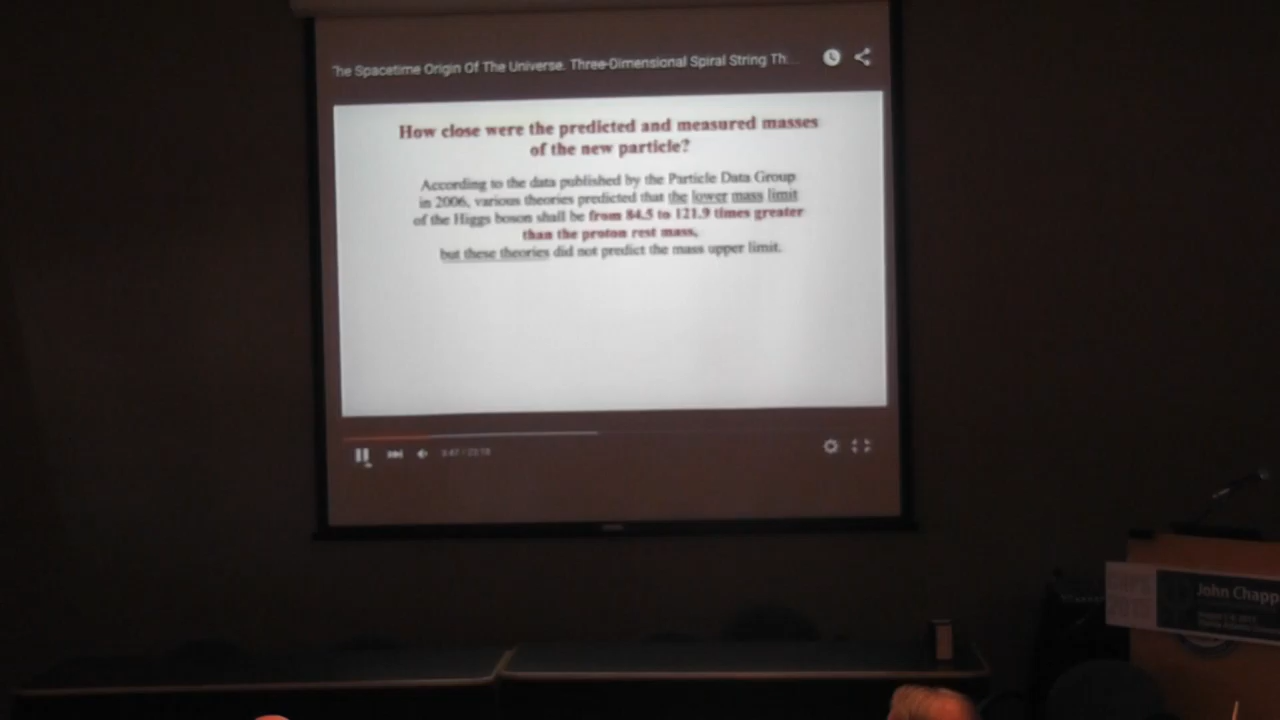 The Spacetime Origin Of The Universe. Three-Dimensional Spiral String Th...
How close were the predicted and measured masses
of the new particle?
According to the data published by the Particle Data Group
in 2006, various theories predicted that the lower mass limit
of the Higgs boson shall be from 84.5 to 121.9 times greater
than the proton rest mass,
but these theories did not predict the mass upper limit.
John Chapp